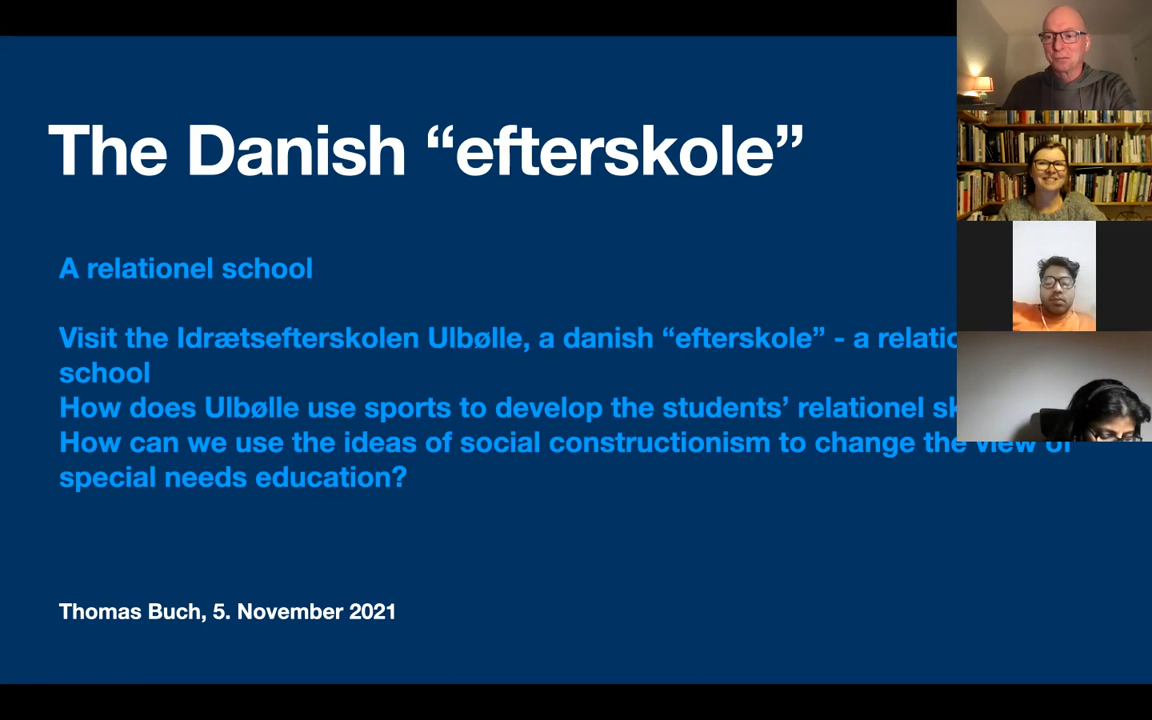 The Danish “efterskole”
A relationel school
Visit the Idrætsefterskolen Ulbølle, a danish “efterskole” - a
school
How does Ulbølle use sports to develop the students’ relationel
How can we use the ideas of social constructionism to change the view of
special needs education?
Thomas Buch, 5. November 2021